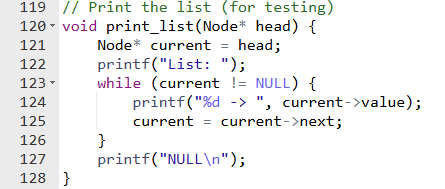 119 // Print the list (for testing)
120 void print_list(Node* head) {
121     Node* current = head;
122     printf("List: ");
123     while (current != NULL) {
124         printf("%d -> ", current->value);
125         current = current->next;
126     }
127     printf("NULL\n");
128 }